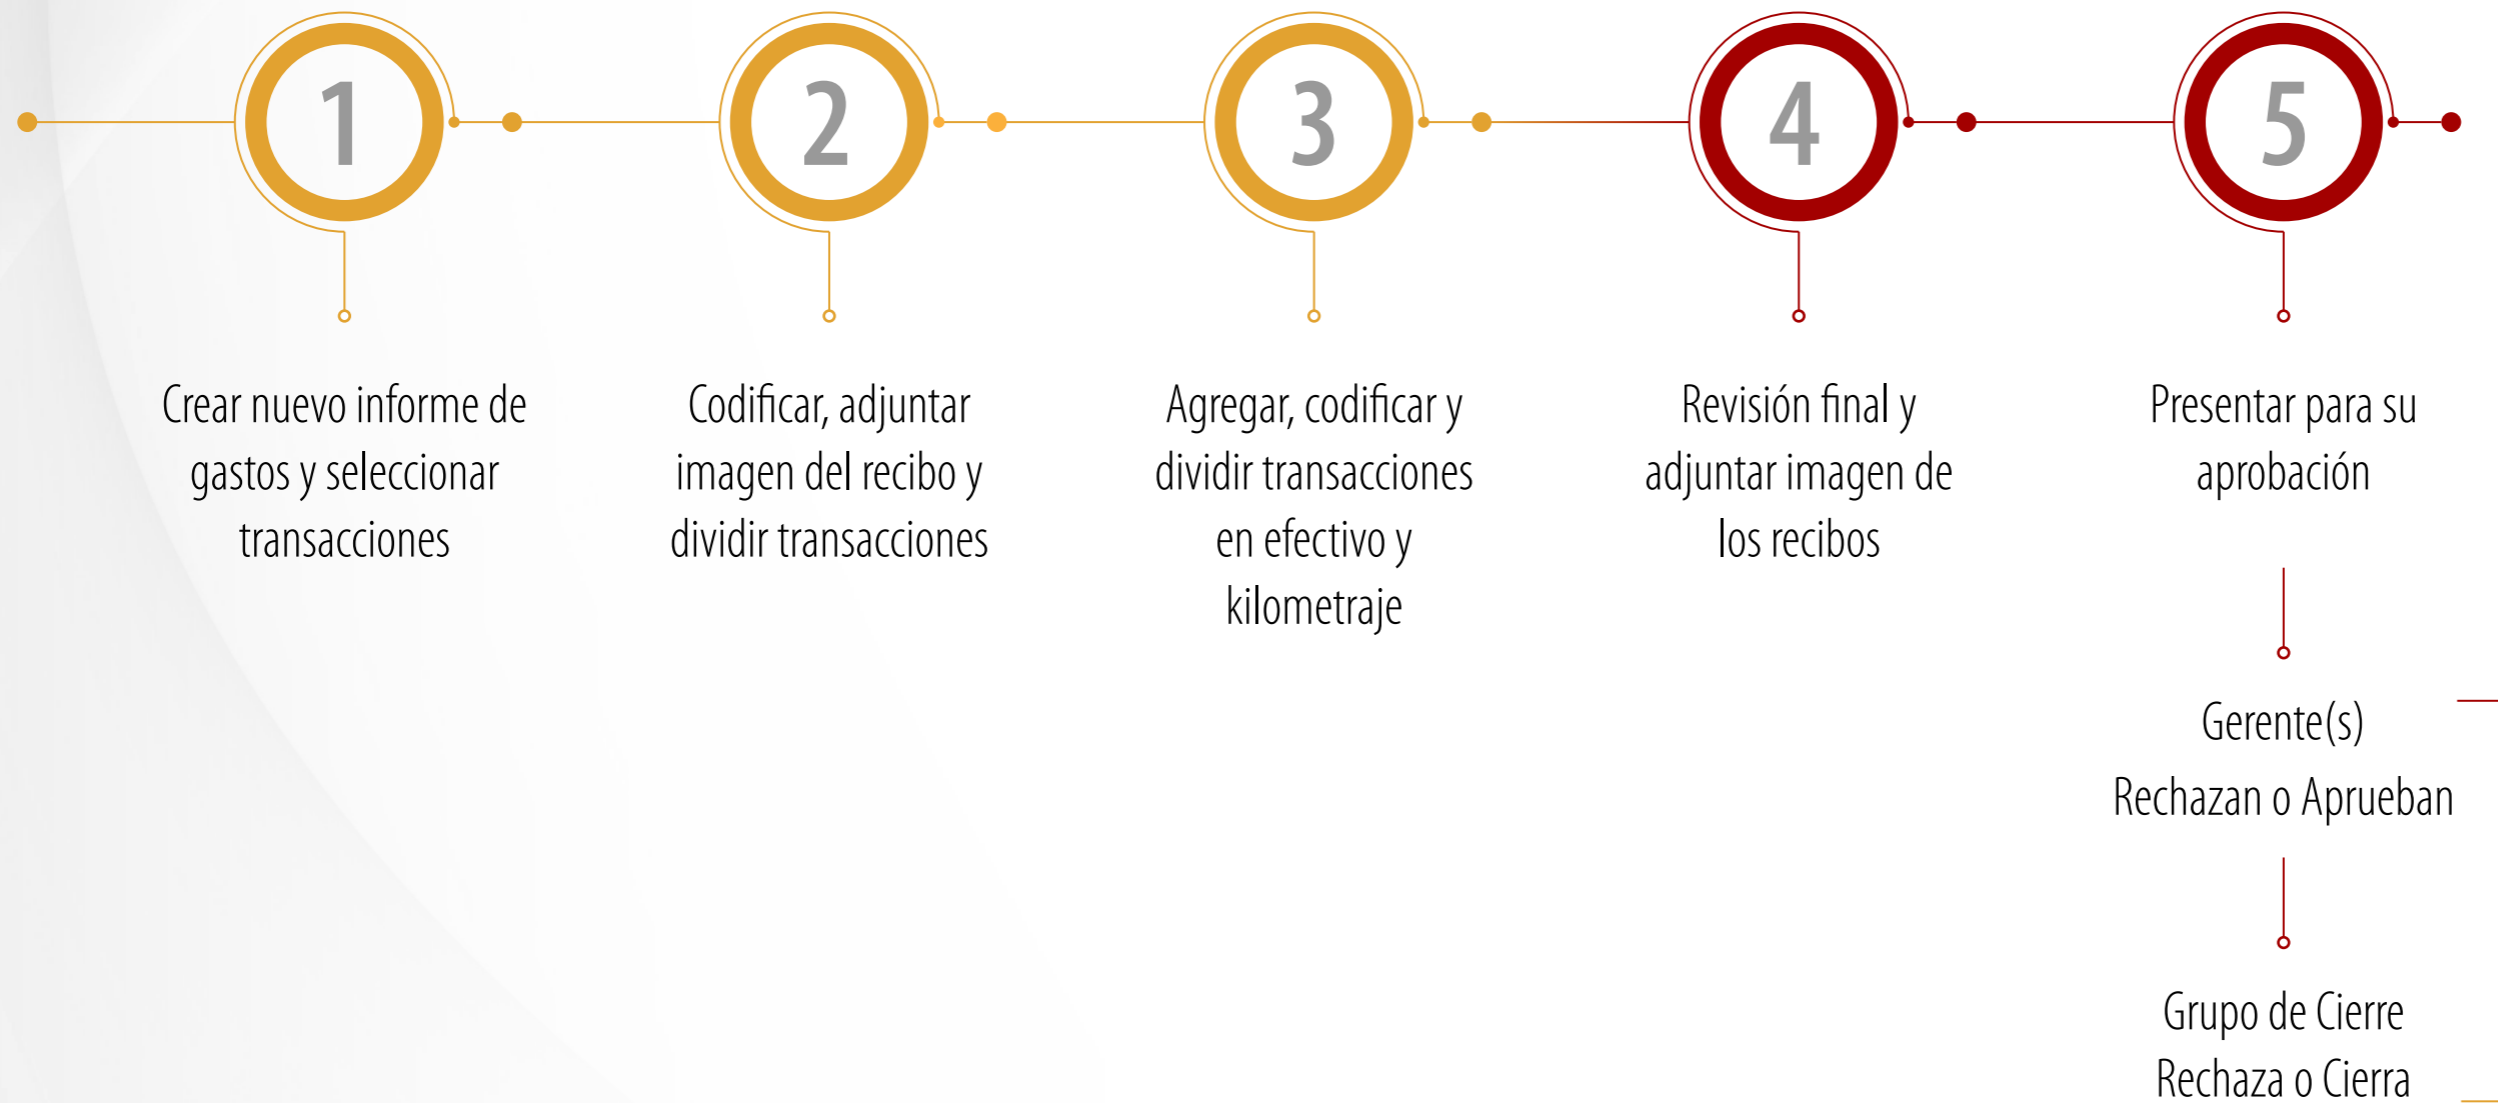 1
2
3
4
5
Crear nuevo informe de
gastos y seleccionar
transacciones
Codificar, adjuntar
imagen del recibo y
dividir transacciones
Agregar, codificar y
dividir transacciones
en efectivo y
kilometraje
Revisión final y
adjuntar imagen de
los recibos
Presentar para su
aprobación
Gerente(s)
Rechazan o Aprueban
Grupo de Cierre
Rechaza o Cierra